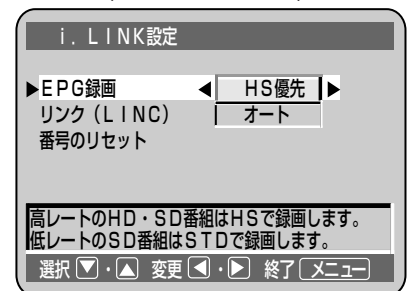 i．LINK設定
▶EPG録画 ◀ HS優先 ▶
リンク（LINC） オート
番号のリセット
高レートのHD・SD番組はHSで録画します。
低レートのSD番組はSTDで録画します。
選択▼・▲ 変更◀・▶ 終了メニュー